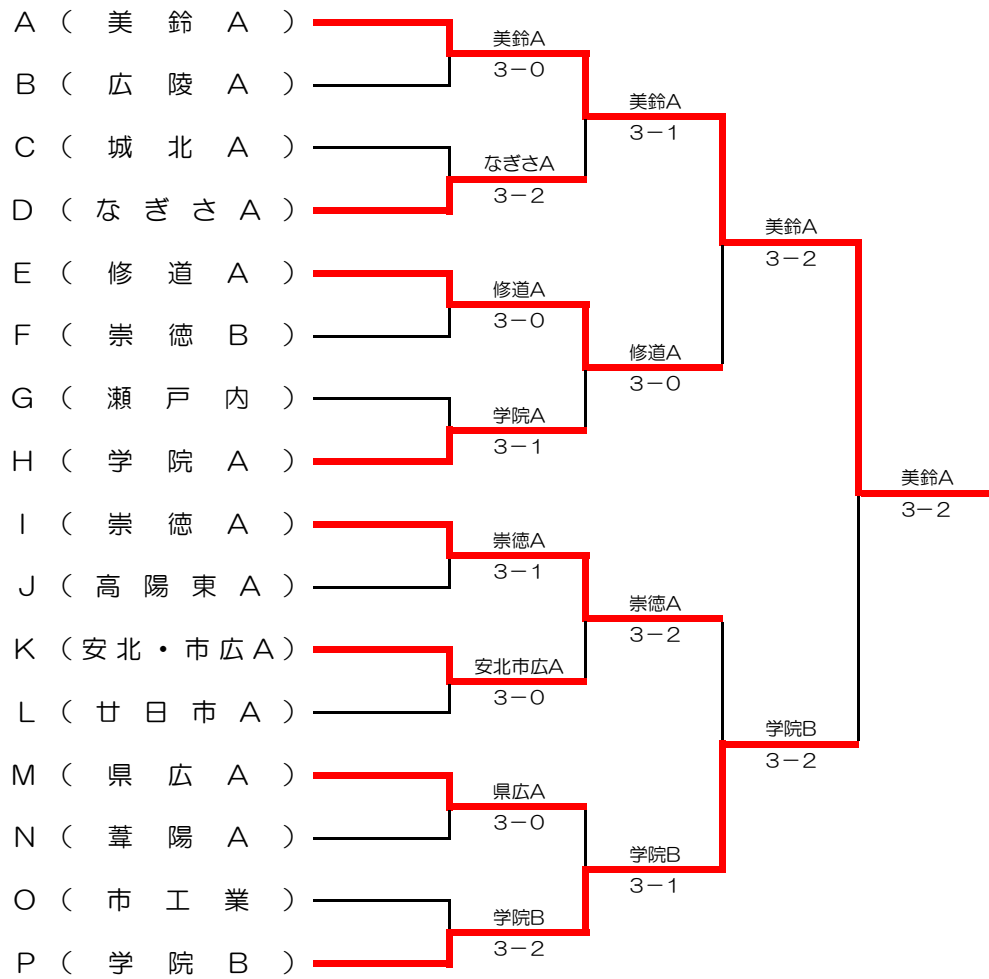 A ( 美 鈴 A )
美鈴A
3-0
B ( 広 陵 A )
美鈴A
3-1
C ( 城 北 A )
なぎさA
3-2
D ( な ぎ さ A )
美鈴A
3-2
E ( 修 道 A )
修道A
3-0
F ( 崇 徳 B )
修道A
3-0
G ( 瀬 戸 内 )
学院A
3-1
H ( 学 院 A )
美鈴A
3-2
I ( 崇 徳 A )
崇徳A
3-1
J ( 高 陽 東 A )
崇徳A
3-2
K ( 安 北 ・ 市 広 A )
安北市広A
3-0
L ( 廿 日 市 A )
学院B
3-2
M ( 県 広 A )
県広A
3-0
N ( 葦 陽 A )
学院B
3-1
O ( 市 工 業 )
学院B
3-2
P ( 学 院 B )